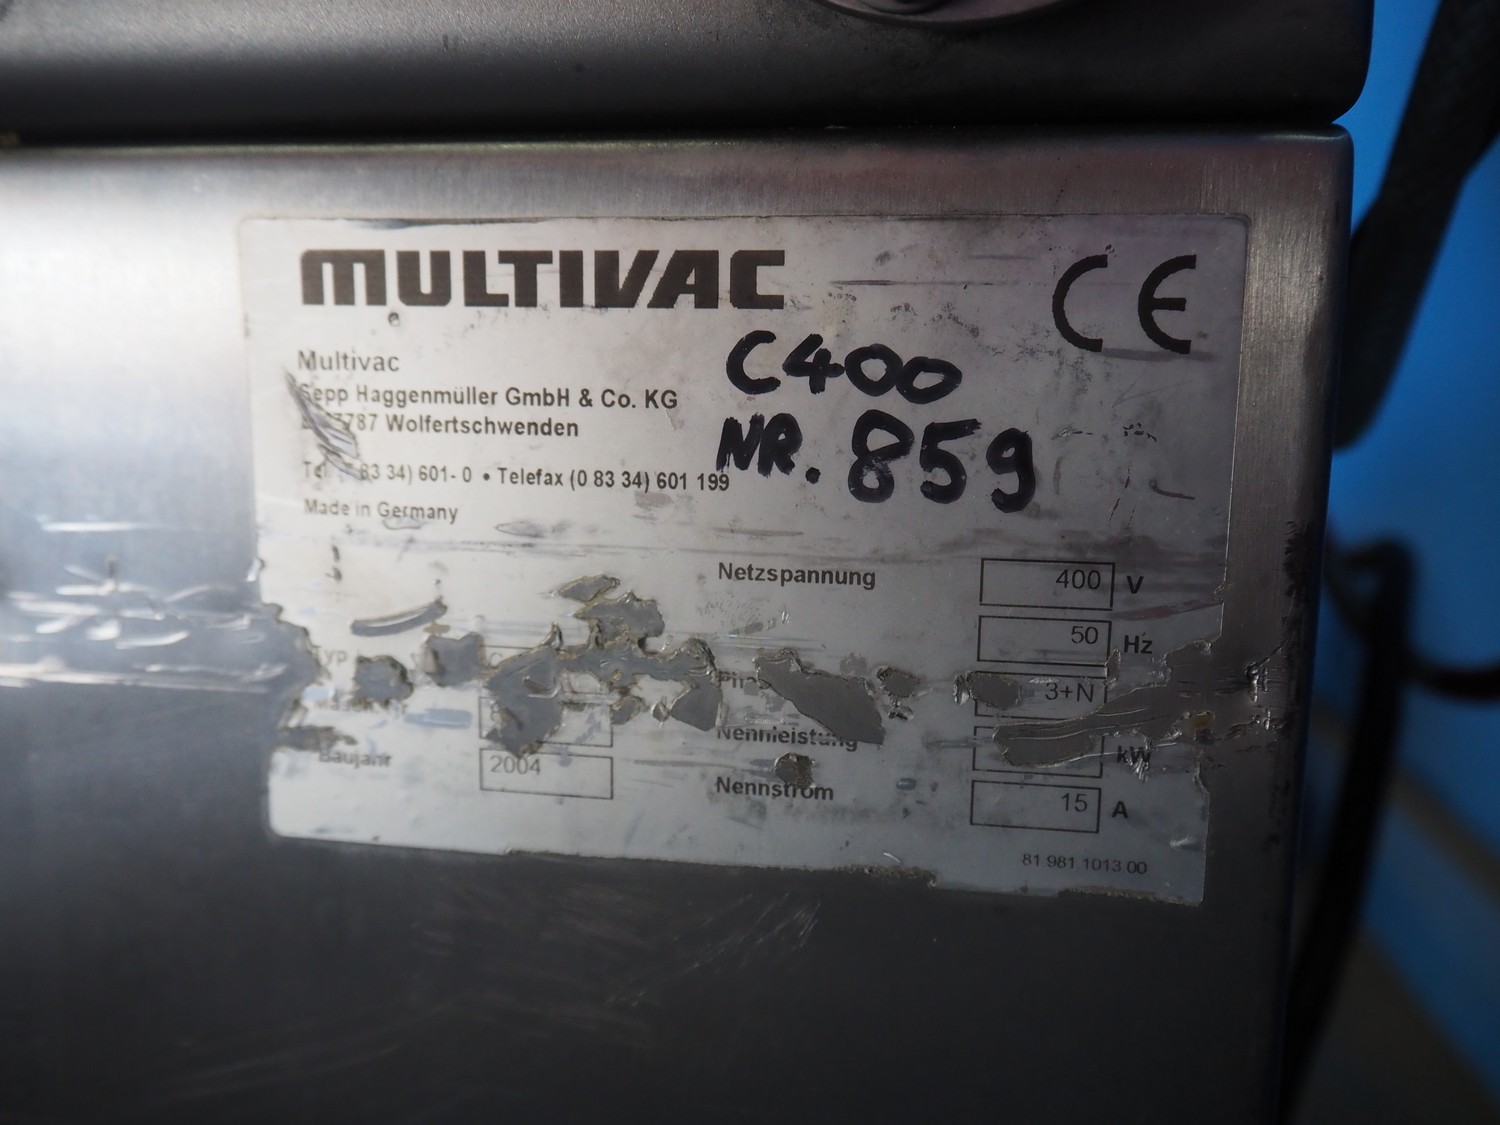 MULTIVAC
CE
C400
NR. 859
Multivac
Sepp Haggenmüller GmbH & Co. KG
787 Wolfertschwenden
Tel 83 34) 601- 0 • Telefax (0 83 34) 601 199
Made in Germany
Netzspannung 400 V
50 Hz
3+N
Nennleistung kW
Baujahr 2004
Nennstrom 15 A
81 981 1013 00